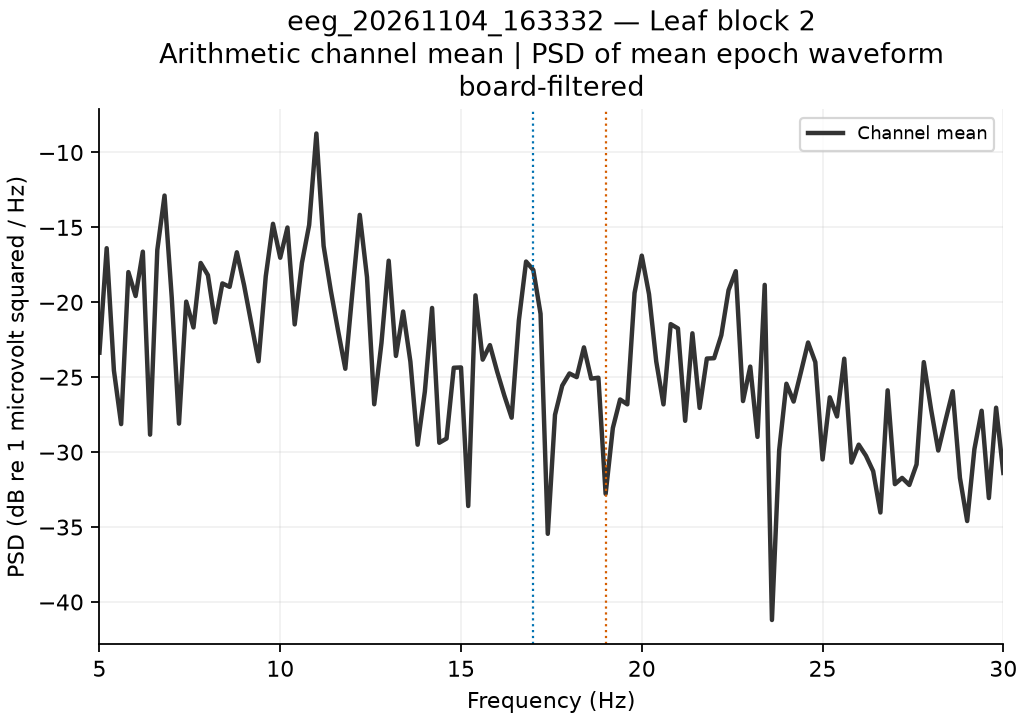 eeg_20261104_163332 — Leaf block 2
Arithmetic channel mean | PSD of mean epoch waveform
board-filtered
Channel mean
PSD (dB re 1 microvolt squared / Hz)
−10
−15
−20
−25
−30
−35
−40
5
10
15
20
25
30
Frequency (Hz)